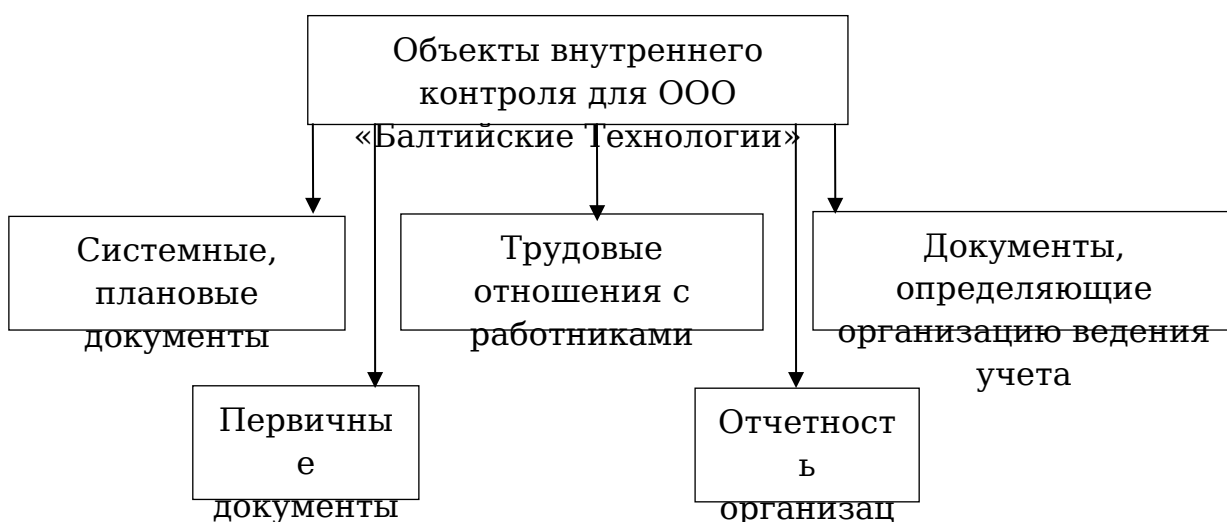 Объекты внутреннего
контроля для ООО
«Балтийские Технологии»
Системные,
плановые
документы
Трудовые
отношения с
работниками
Документы,
определяющие
организацию ведения
учета
Первичны
е
документы
Отчетност
ь
организац